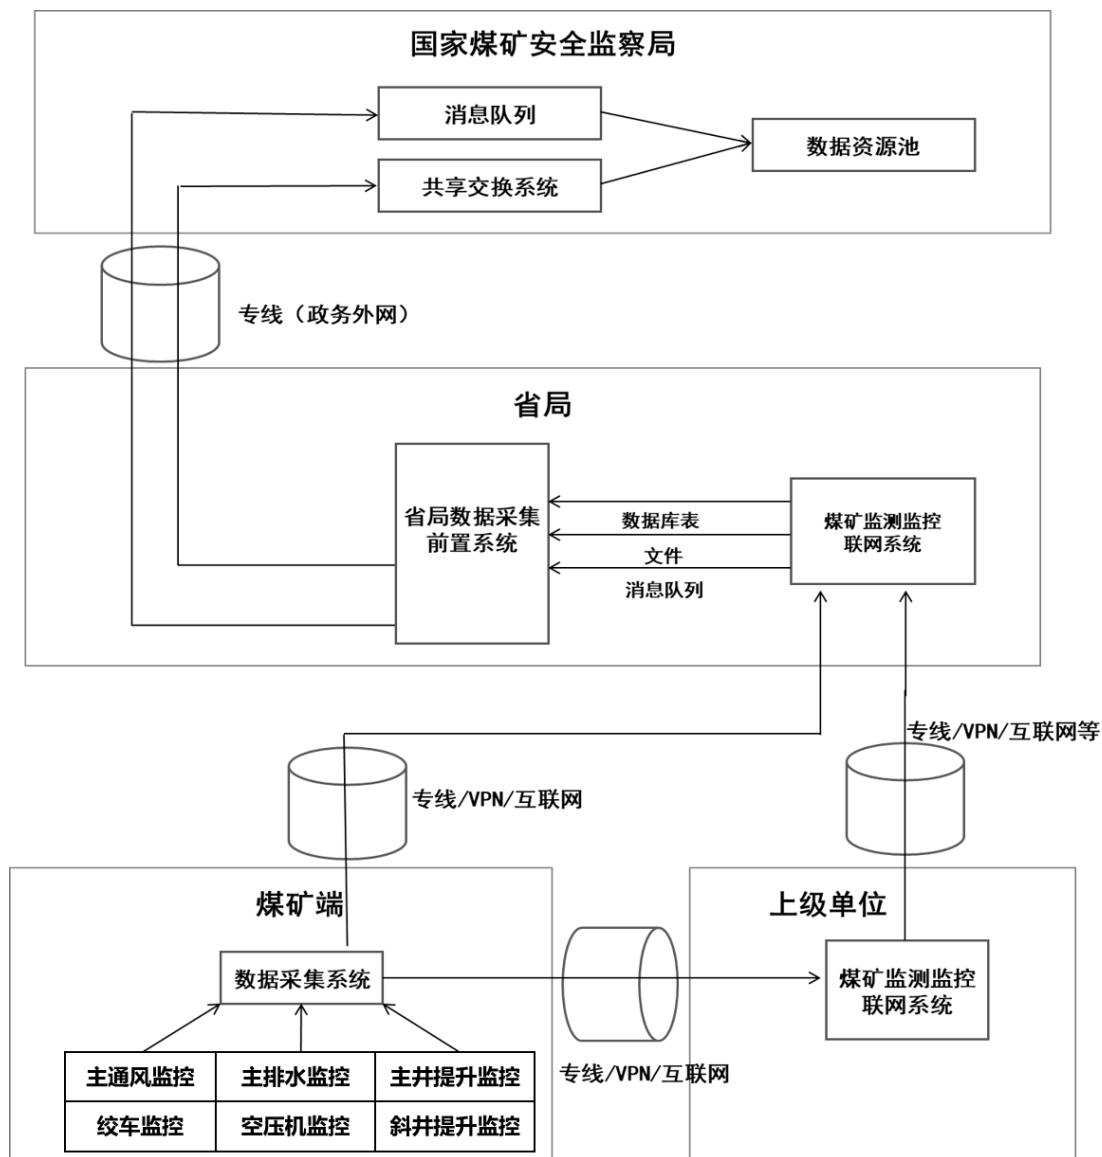 国家煤矿安全监察局
消息队列
数据资源池
共享交换系统
专线（政务外网）
省局
省局数据采集
前置系统
数据库表
文件
消息队列
煤矿监测监控
联网系统
专线/VPN/互联网等
专线/VPN/互联网
煤矿端
上级单位
数据采集系统
煤矿监测监控
联网系统
专线/VPN/互联网
主通风监控
主排水监控
主井提升监控
绞车监控
空压机监控
斜井提升监控